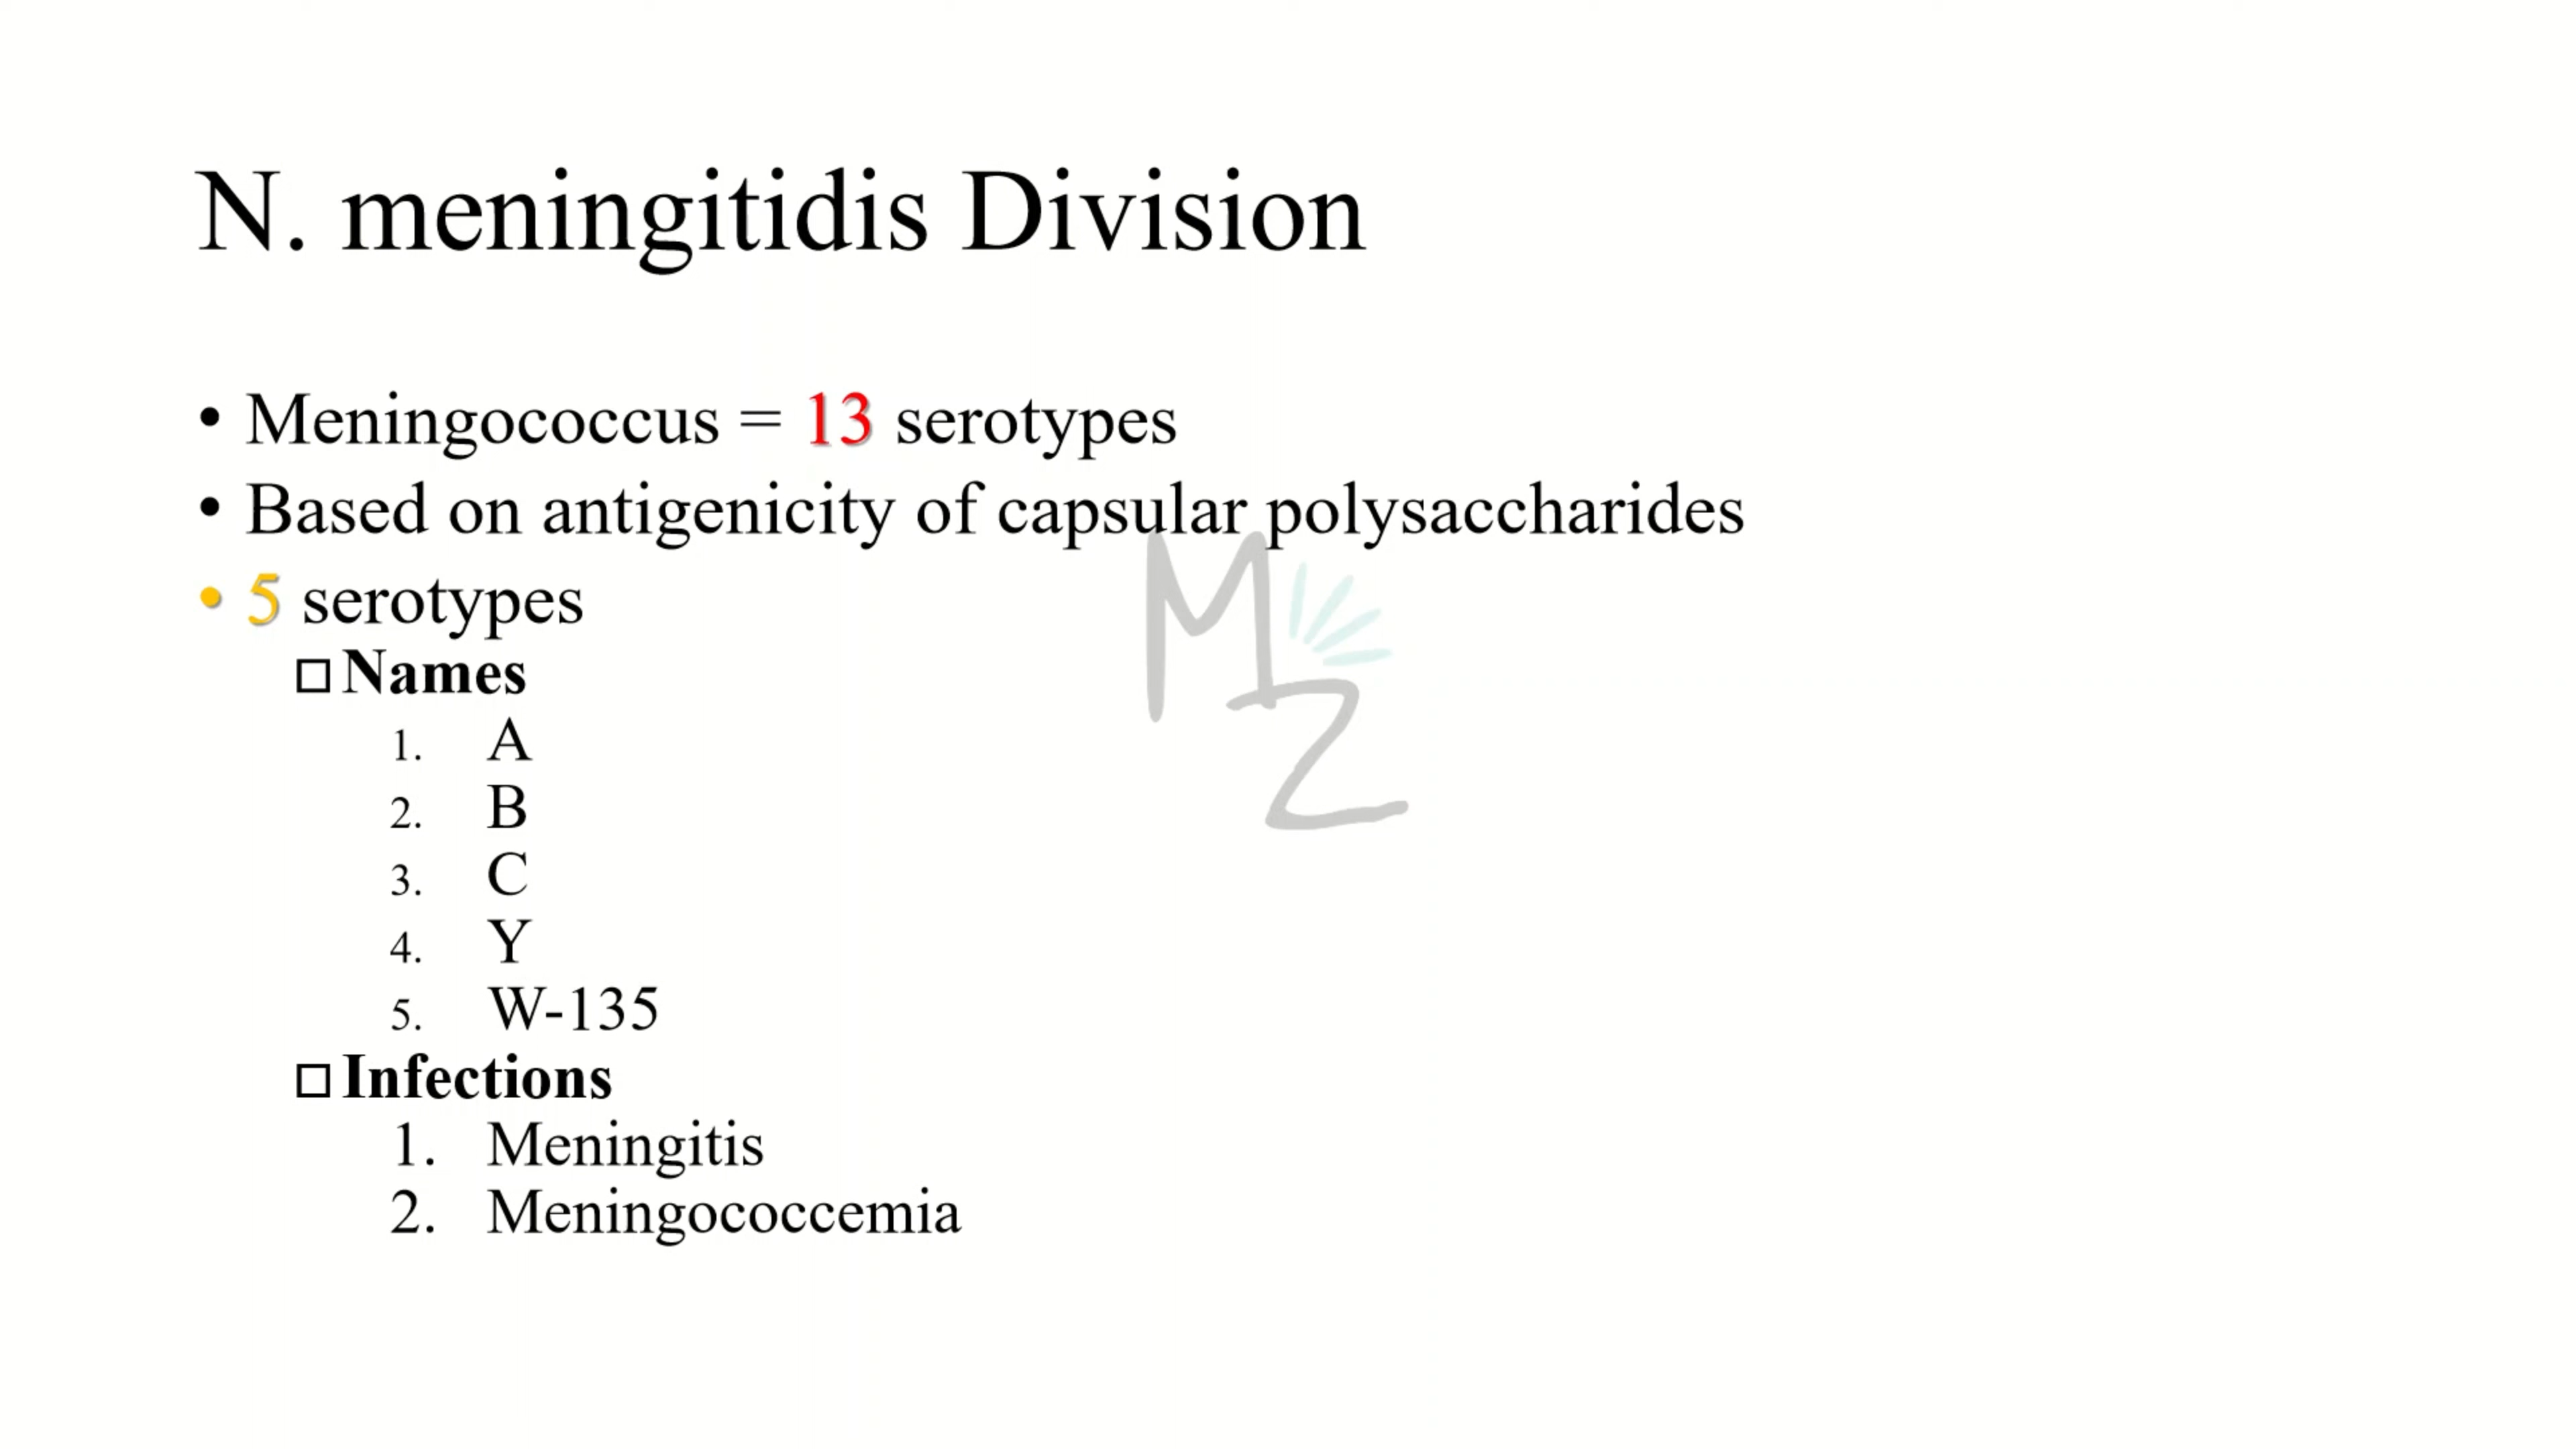 N. meningitidis Division
• Meningococcus = 13 serotypes
• Based on antigenicity of capsular polysaccharides
• 5 serotypes
□ Names
1. A
2. B
3. C
4. Y
5. W-135
□ Infections
1. Meningitis
2. Meningococcemia
MZ